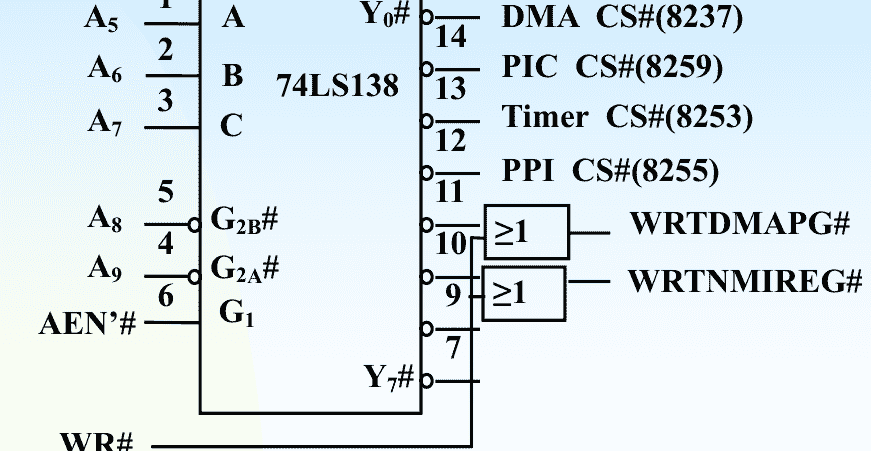 1
A5 A Y0# DMA CS#(8237)
14
2
A6 B 74LS138 PIC CS#(8259)
13
3
A7 C Timer CS#(8253)
12
PPI CS#(8255)
11
5
A8 G2B# ≥1 WRTDMAPG#
4 10
A9 G2A# ≥1 WRTNMIREG#
6 9
AEN’# G1
7
Y7#
WR#